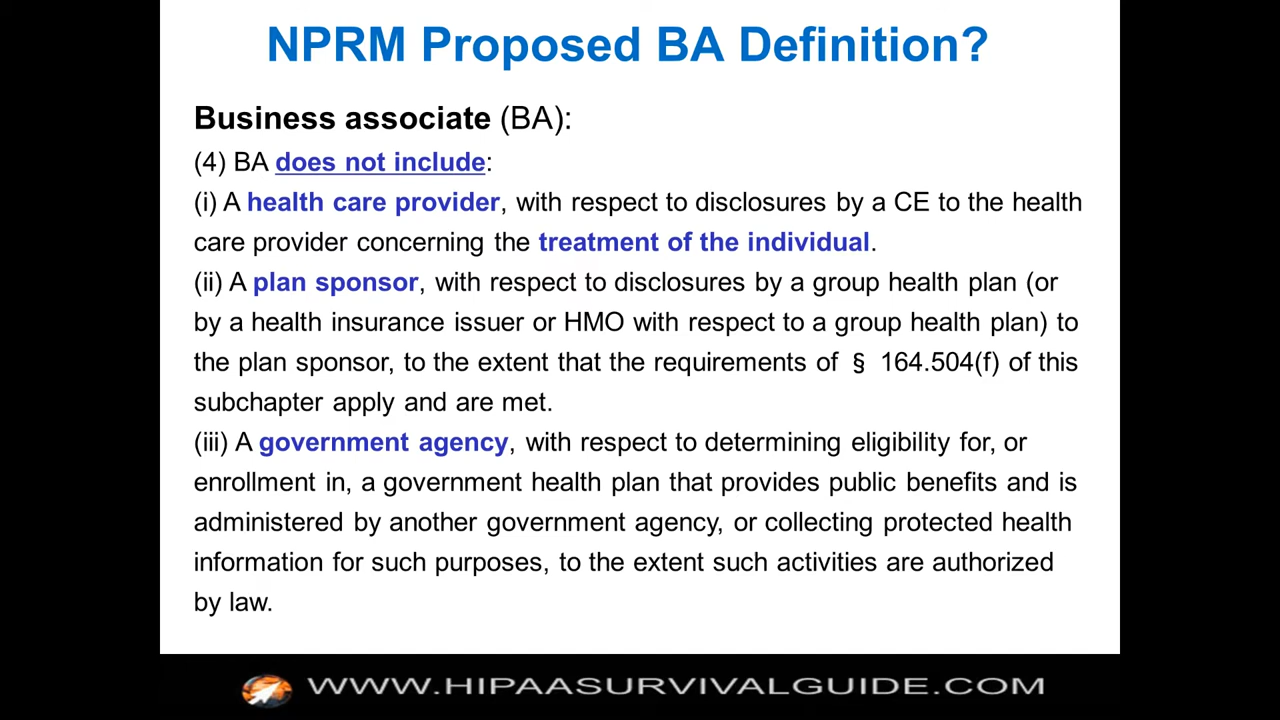 NPRM Proposed BA Definition?
Business associate (BA):
(4) BA does not include:
(i) A health care provider, with respect to disclosures by a CE to the health
care provider concerning the treatment of the individual.
(ii) A plan sponsor, with respect to disclosures by a group health plan (or
by a health insurance issuer or HMO with respect to a group health plan) to
the plan sponsor, to the extent that the requirements of § 164.504(f) of this
subchapter apply and are met.
(iii) A government agency, with respect to determining eligibility for, or
enrollment in, a government health plan that provides public benefits and is
administered by another government agency, or collecting protected health
information for such purposes, to the extent such activities are authorized
by law.
WWW.HIPAASURVIVALGUIDE.COM